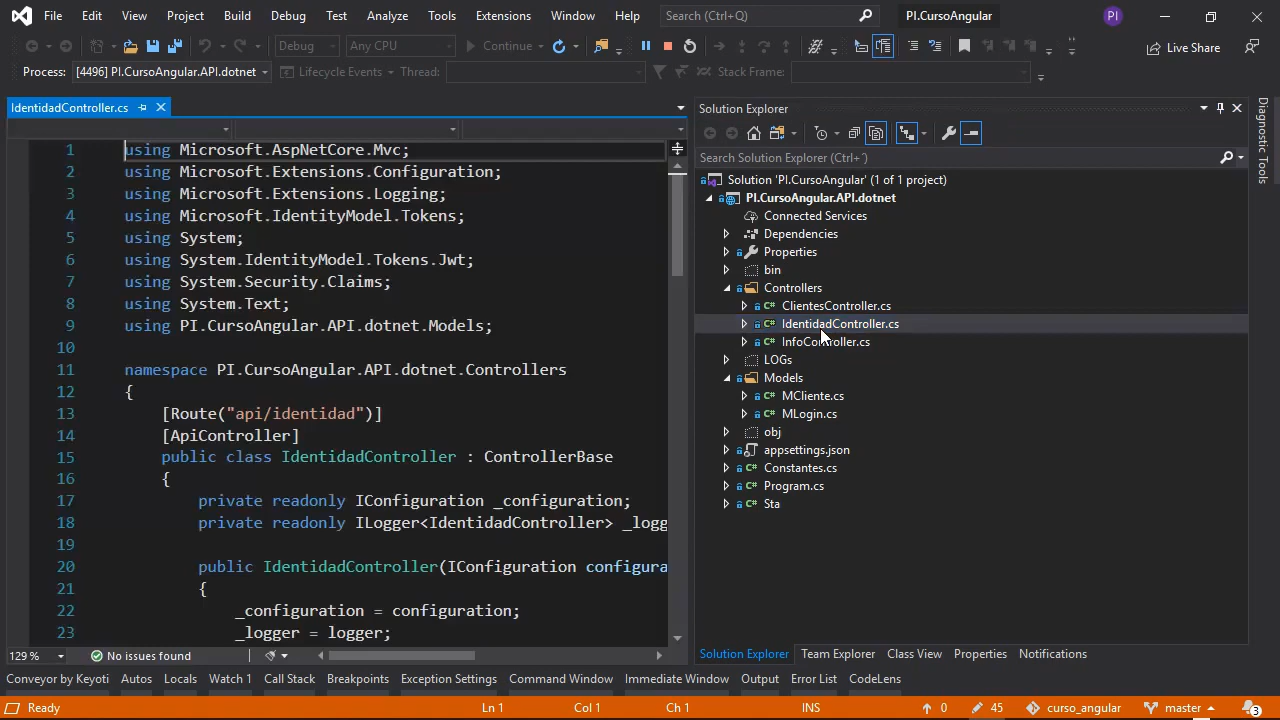 File Edit View Project Build Debug Test Analyze Tools Extensions Window Help Search (Ctrl+Q) PI.CursoAngular PI
Debug Any CPU Continue Live Share
Process: [4496] PI.CursoAngular.API.dotnet Lifecycle Events Thread: Stack Frame:
IdentidadController.cs
1 using Microsoft.AspNetCore.Mvc;
2 using Microsoft.Extensions.Configuration;
3 using Microsoft.Extensions.Logging;
4 using Microsoft.IdentityModel.Tokens;
5 using System;
6 using System.IdentityModel.Tokens.Jwt;
7 using System.Security.Claims;
8 using System.Text;
9 using PI.CursoAngular.API.dotnet.Models;
10
11 namespace PI.CursoAngular.API.dotnet.Controllers
12 {
13 [Route("api/identidad")]
14 [ApiController]
15 public class IdentidadController : ControllerBase
16 {
17 private readonly IConfiguration _configuration;
18 private readonly ILogger<IdentidadController> _logg
19
20 public IdentidadController(IConfiguration configura
21 {
22 _configuration = configuration;
23 _logger = logger;
129 % No issues found
Solution Explorer
Search Solution Explorer (Ctrl+´)
Solution 'PI.CursoAngular' (1 of 1 project)
PI.CursoAngular.API.dotnet
Connected Services
Dependencies
Properties
bin
Controllers
ClientesController.cs
IdentidadController.cs
InfoController.cs
LOGs
Models
MCliente.cs
MLogin.cs
obj
appsettings.json
Constantes.cs
Program.cs
Sta
Solution Explorer Team Explorer Class View Properties Notifications
Diagnostic Tools
Conveyor by Keyoti Autos Locals Watch 1 Call Stack Breakpoints Exception Settings Command Window Immediate Window Output Error List CodeLens
Ready Ln 1 Col 1 Ch 1 INS 0 45 curso_angular master 3